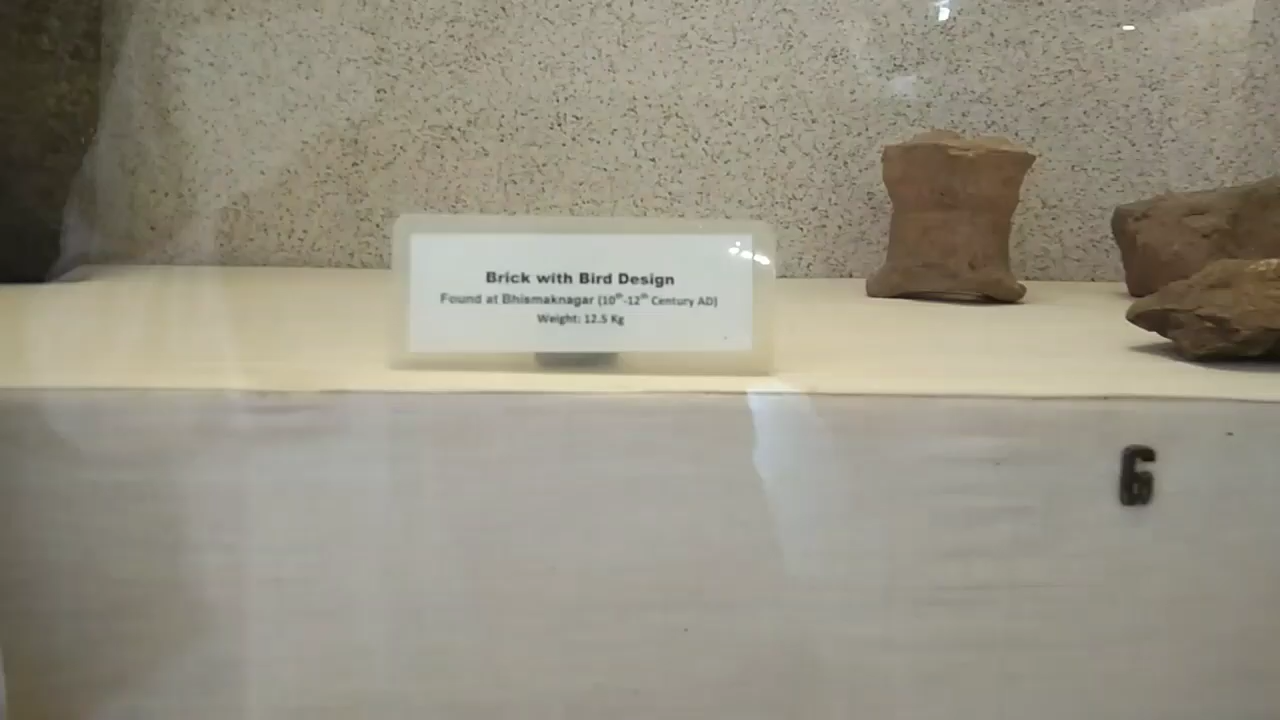 Brick with Bird Design
Found at Bhismaknagar (10th-12th Century AD)
Weight: 12.5 Kg
6